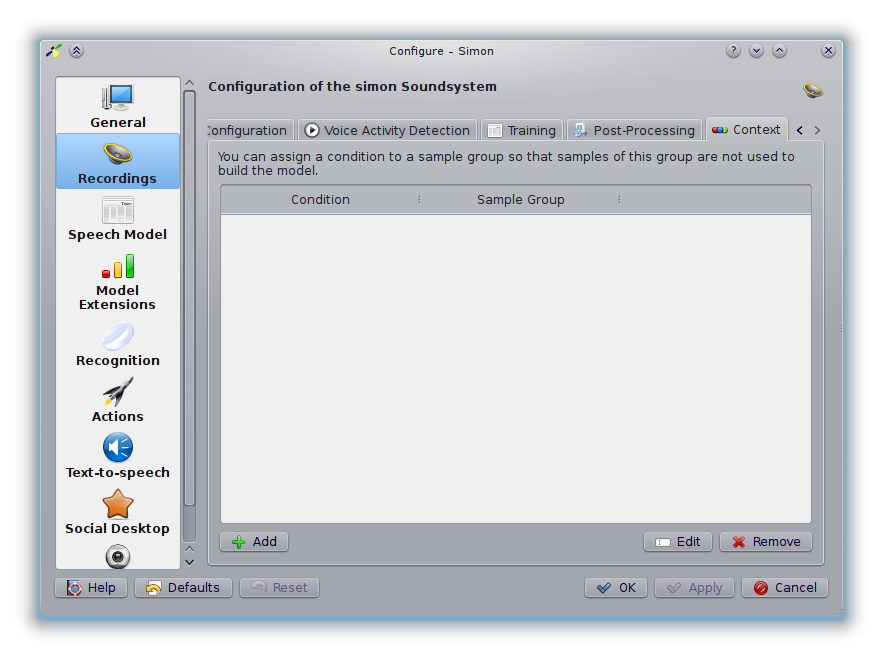 Configure – Simon
General
Recordings
Speech Model
Model
Extensions
Recognition
Actions
Text-to-speech
Social Desktop
Configuration of the simon Soundsystem
onfiguration
Voice Activity Detection
Training
Post-Processing
Context
You can assign a condition to a sample group so that samples of this group are not used to
build the model.
Condition
Sample Group
Add
Edit
Remove
Help
Defaults
Reset
OK
Apply
Cancel